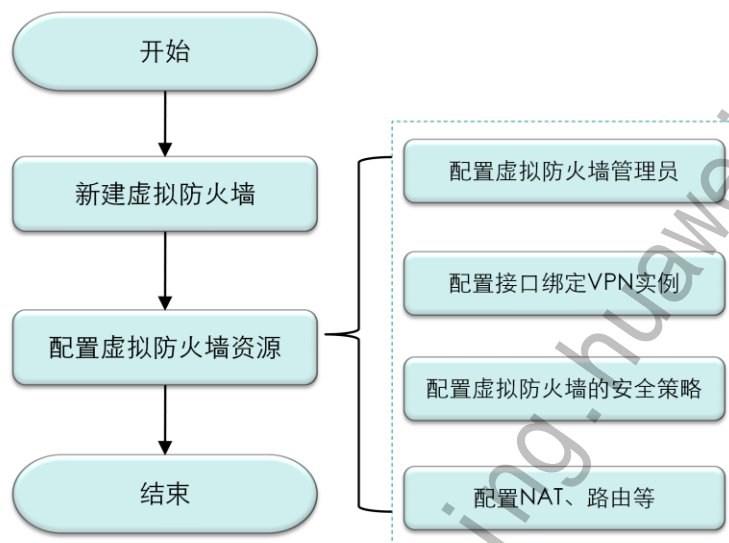 开始
新建虚拟防火墙
配置虚拟防火墙资源
结束
配置虚拟防火墙管理员
配置接口绑定VPN实例
配置虚拟防火墙的安全策略
配置NAT、路由等
ing.huawei